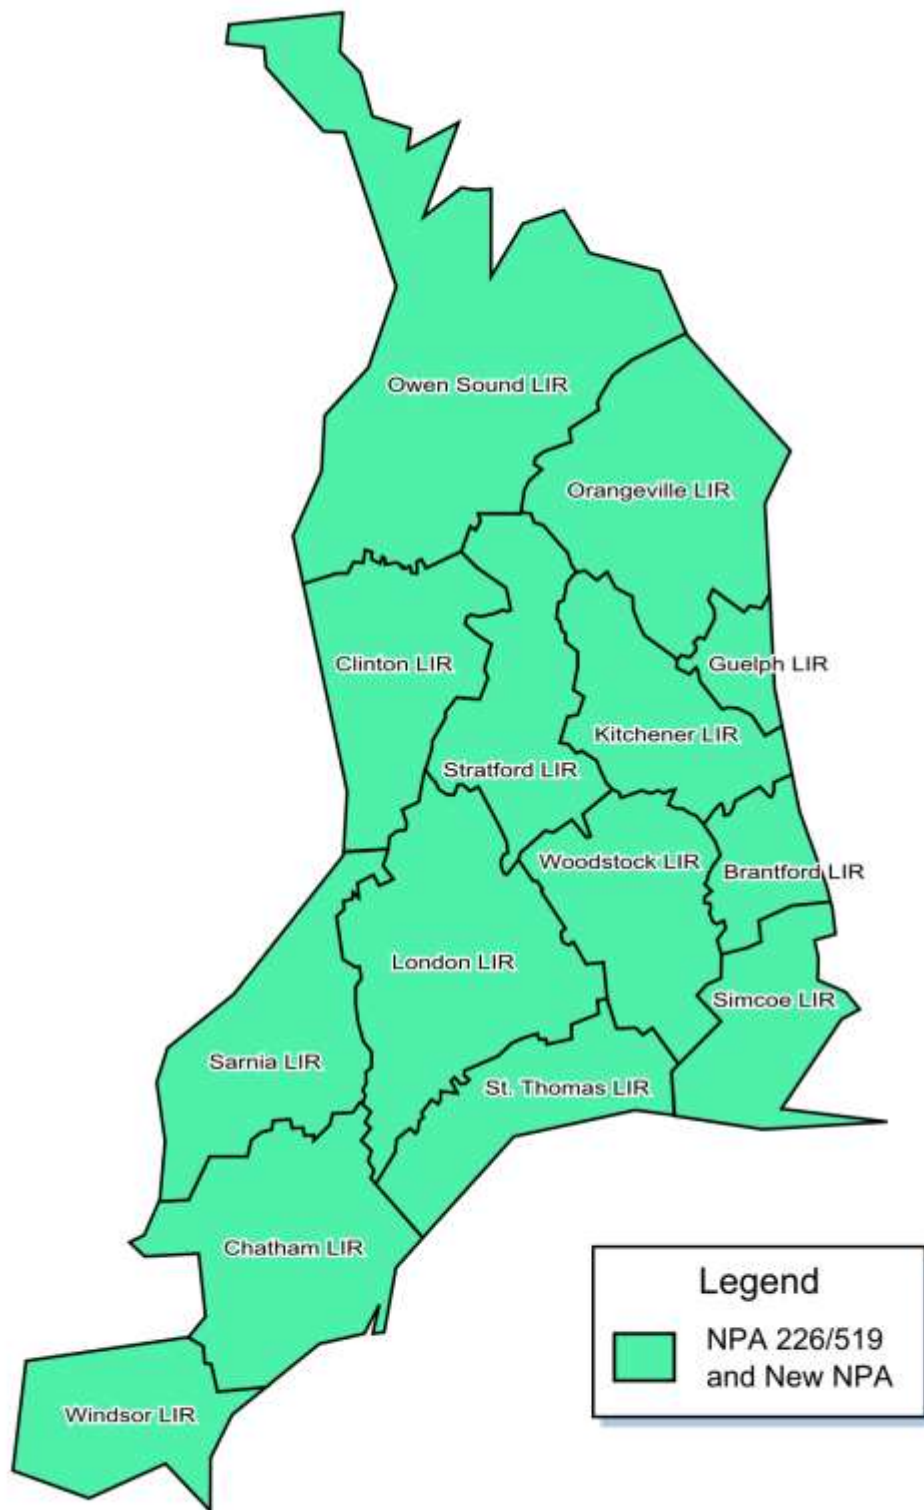 Owen Sound LIR
Orangeville LIR
Clinton LIR
Guelph LIR
Kitchener LIR
Stratford LIR
Woodstock LIR
Brantford LIR
London LIR
Simcoe LIR
Sarnia LIR
St. Thomas LIR
Chatham LIR
Windsor LIR
Legend
NPA 226/519
and New NPA